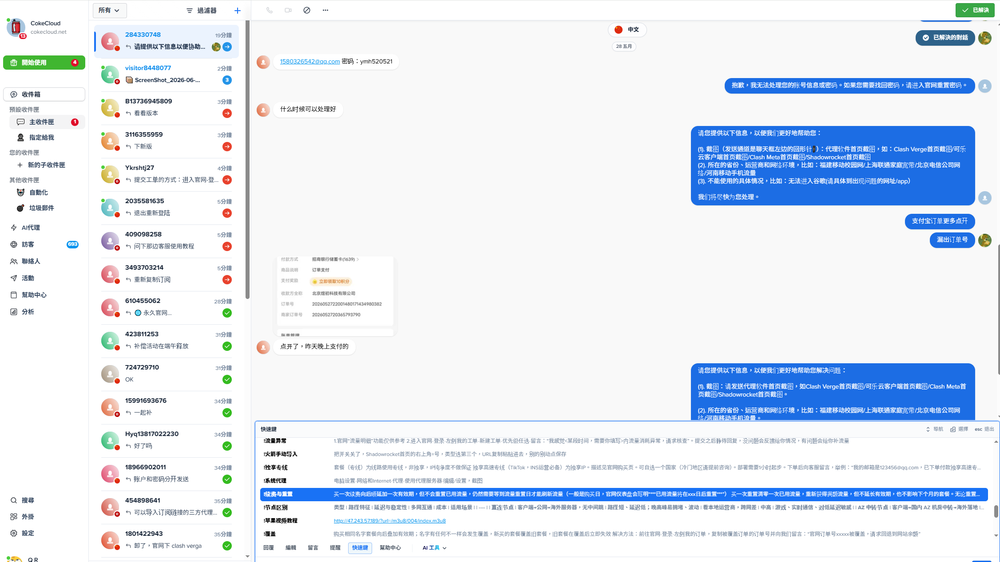 CokeCloud
cokecloud.net
13
開始使用
4
收件箱
預設收件匣
主收件匣
1
指定給我
您的收件匣
新的子收件匣
其他收件匣
自動化
垃圾郵件
AI代理
訪客
693
聯絡人
活動
幫助中心
分析
搜尋
外掛
設定
Q R
所有
過濾器
284330748
19分鐘
请提供以下信息以便协助...
visitor8448077
2分鐘
ScreenShot_2026-06-...
3
B13736945809
3分鐘
看看版本
3116355959
3分鐘
下新版
Ykrshtj27
4分鐘
提交工单的方式：进入官网-登...
2035581635
5分鐘
退出重新登陆
409098258
5分鐘
问下那边客服使用教程
3493703214
5分鐘
重新复制订阅
610455062
28分鐘
永久官网...
423811253
31分鐘
补偿活动在端午释放
724729710
31分鐘
OK
15991693676
34分鐘
一起补
Hyq13817022230
34分鐘
好了吗
18966902011
34分鐘
账户和密码分开发送
454898641
35分鐘
可以导入订阅链接的三方代理...
1801422943
35分鐘
卸了，官网下 clash verga
已解決
中文
已解決的對話
28 五月
1580326542@qq.com 密码：ymh520521
抱歉，我无法处理您的账号信息或密码。如果您需要找回密码，请进入官网重置密码。
什么时候可以处理好
请您提供以下信息，以便我们更好地帮助您：
(1). 截图（发送通道是聊天框左边的回形针）：代理软件首页截图，如：Clash Verge首页截图/可乐
云客户端首页截图/Clash Meta首页截图/Shadowrocket首页截图
(2). 所在的省份、运营商和网络环境，比如：福建移动校园网/上海联通家庭宽带/北京电信公司网
络/河南移动手机流量
(3). 不能使用的具体情况，比如：无法进入谷歌(请具体到出现问题的网址/app）
我们将尽快为您处理。
支付宝订单更多点开
漏出订单号
付款方式 招商银行储蓄卡(1639)
商品说明 订单支付
支付奖励 立即领取10积分
收款方全称 北京煜初科技有限公司
订单号 2026052722001480171434980382
商家订单号 2026052720365793790
账单管理
点开了，昨天晚上支付的
请您提供以下信息，以便我们更好地帮助您解决问题：
(1). 截图：请发送代理软件首页截图，如Clash Verge首页截图/可乐云客户端首页截图/Clash Meta首
页截图/Shadowrocket首页截图。
(2). 所在的省份、运营商和网络环境，比如：福建移动校园网/上海联通家庭宽带/北京电信公司网
络/河南移动手机流量。
快速鍵
導航
選擇
esc 退出
!流量异常 1.官网“流量明细”功能仅供参考 2.进入官网-登录-左侧我的工单-新建工单-优先级任选-留言：“我感觉<某段时间，需要你填写>内流量消耗异常，请求核查”。提交之后静待回复，没问题会反馈给你情况，有问题会给你补流量
!火箭手动导入 把开关关了，Shadowrocket首页的右上角+号，类型选第三个，URL复制粘贴进去，别的别动点保存
!独享专线 套餐（专线）为线路使用专线，非独享，IP纯净度不做保证 独享高速专线（TikTok，INS运营必备）为独享IP。描述见官网购买页。可自选一个国家（冷门地区请提前咨询）。部署需要1小时起步。下单后向客服留言，举例：“我的邮箱是123456@qq.com，已下单付款独享高速专...
!系统代理 电脑设置-网络和Internet-代理-使用代理服务器-编辑/设置，截图
!续费与重置 买一次续费向后顺延加一次有效期，但不会重置已用流量，仍然需要等到流量重置日才能刷新流量（一般是购买日，官网仪表盘会写明“***已用流量将在xxx日后重置***”） 买一次重置清零一次已用流量，重新获得满额流量，但不延长有效期，也不影响下个月的套餐。无论重置...
!节点区别 类型 | 路径特征 | 延迟与稳定性 | 多网互通 | 成本 | 适用场景 | | ---- | | 直连节点 | 客户端→公网→海外服务器，无中间跳 | 路径短、延迟低；晚高峰易拥堵、波动 | 看本地运营商，跨网差 | 中高 | 游戏、实时通信、对低延迟敏感 | | AZ 中转节点 | 客户端→国内 AZ 机房中转→海外落地 |...
!苹果视频教程 http://47.243.57.189/?url=/m3u8/004/index.m3u8
!覆盖 购买相同名字套餐向后叠加有效期；名字有任何不一样会发生覆盖，新买的套餐覆盖旧套餐，旧套餐在覆盖后立即失效 解决方法：前往官网-登录-左侧我的订单，复制被覆盖订单的订单号并向我们留言：“官网订单号xxxxx被覆盖，请求回退到网站余额”
回覆
編輯
留言
提醒
快速鍵
幫助中心
AI 工具